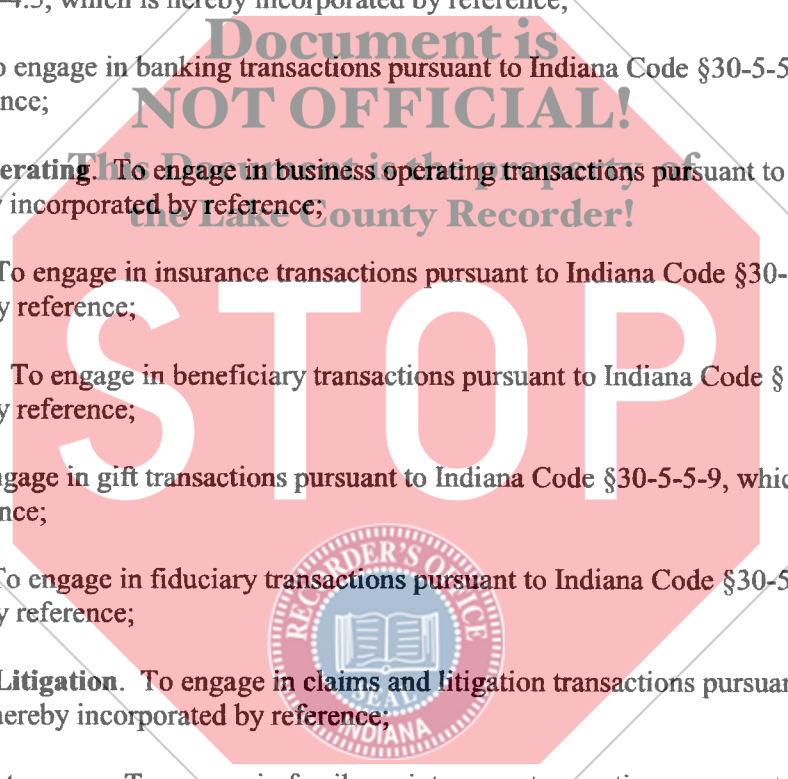 4.5, which is hereby incorporated by reference;
Document is
to engage in banking transactions pursuant to Indiana Code §30-5-5
nce;
NOT OFFICIAL!
erating. To engage in business operating transactions pursuant to
This Document is the property of
y incorporated by reference;
the Lake County Recorder!
To engage in insurance transactions pursuant to Indiana Code §30-
y reference;
STOP
To engage in beneficiary transactions pursuant to Indiana Code §
y reference;
ngage in gift transactions pursuant to Indiana Code §30-5-5-9, whic
nce;
To engage in fiduciary transactions pursuant to Indiana Code §30-5
y reference;
RECORDER'S OFFICE
Litigation. To engage in claims and litigation transactions pursuan
SEAL
hereby incorporated by reference;
INDIANA